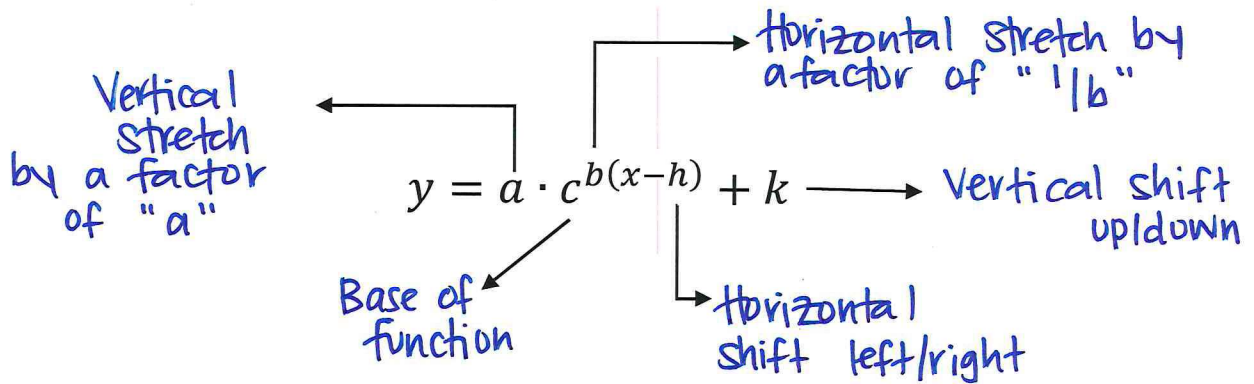 Horizontal stretch by
a factor of "1/b"
Vertical
stretch
by a factor
of "a"
y = a · c^{b(x−h)} + k
Vertical shift
up/down
Base of
function
Horizontal
shift left/right